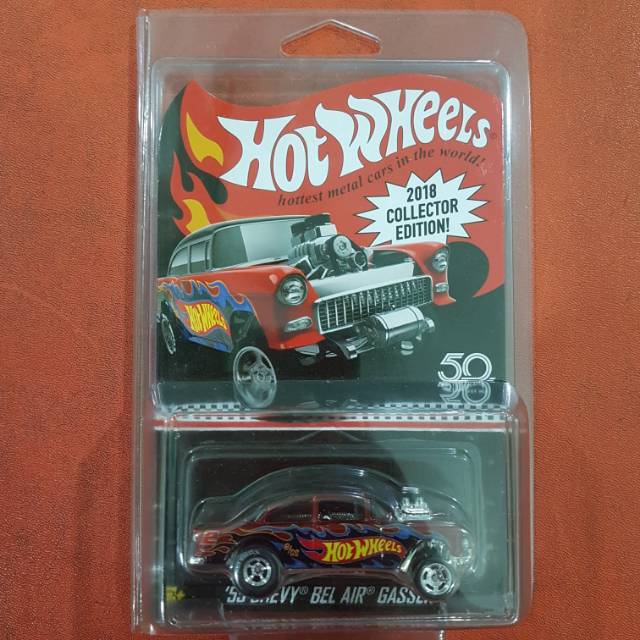 HOT WHEELS
hottest metal cars in the world!
2018
COLLECTOR
EDITION!
HOT WHEELS
50
HOT WHEELS
'55 CHEVY® BEL AIR® GASSER